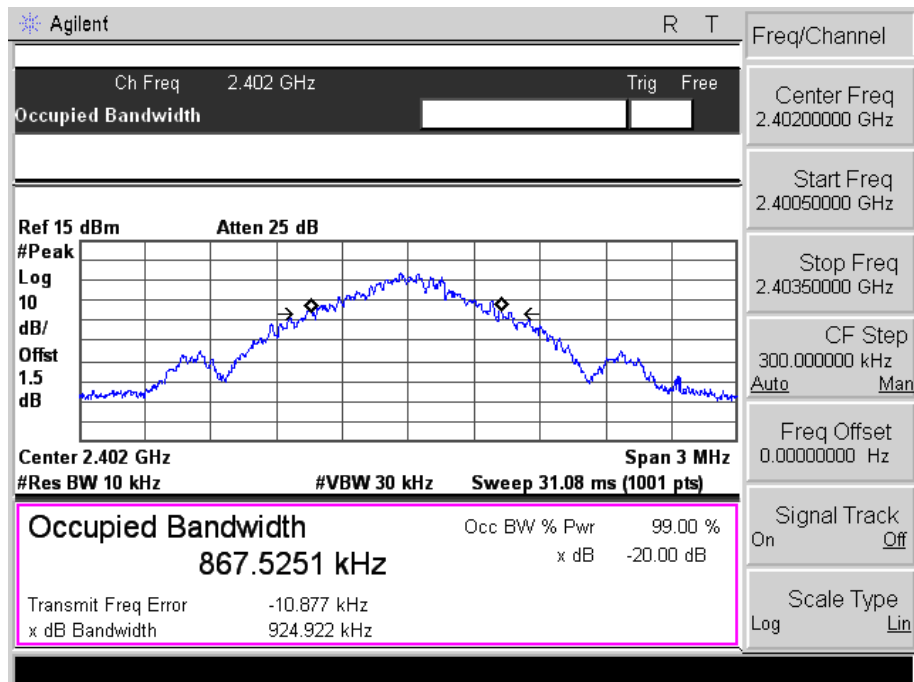 Agilent R T
Ch Freq 2.402 GHz Trig Free
Occupied Bandwidth
Ref 15 dBm Atten 25 dB
#Peak
Log
10
dB/
Offst
1.5
dB
Center 2.402 GHz Span 3 MHz
#Res BW 10 kHz #VBW 30 kHz Sweep 31.08 ms (1001 pts)
Occupied Bandwidth
867.5251 kHz
Occ BW % Pwr 99.00 %
x dB -20.00 dB
Transmit Freq Error -10.877 kHz
x dB Bandwidth 924.922 kHz
Freq/Channel
Center Freq
2.40200000 GHz
Start Freq
2.40050000 GHz
Stop Freq
2.40350000 GHz
CF Step
300.000000 kHz
Auto Man
Freq Offset
0.00000000 Hz
Signal Track
On Off
Scale Type
Log Lin